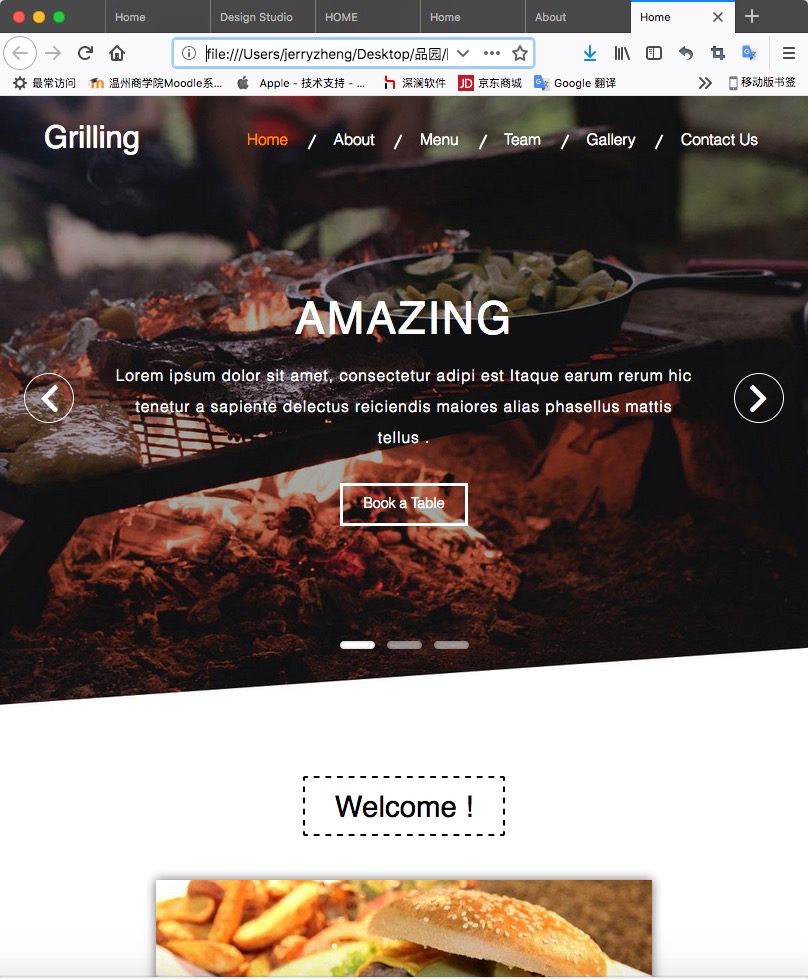 Home
Design Studio
HOME
Home
About
Home
file:///Users/jerryzheng/Desktop/品园/
最常访问
温州商学院Moodle系...
Apple - 技术支持 - ...
深澜软件
JD 京东商城
Google 翻译
移动版书签
Grilling
Home / About / Menu / Team / Gallery / Contact Us
AMAZING
Lorem ipsum dolor sit amet, consectetur adipi est Itaque earum rerum hic
tenetur a sapiente delectus reiciendis maiores alias phasellus mattis
tellus .
Book a Table
Welcome !